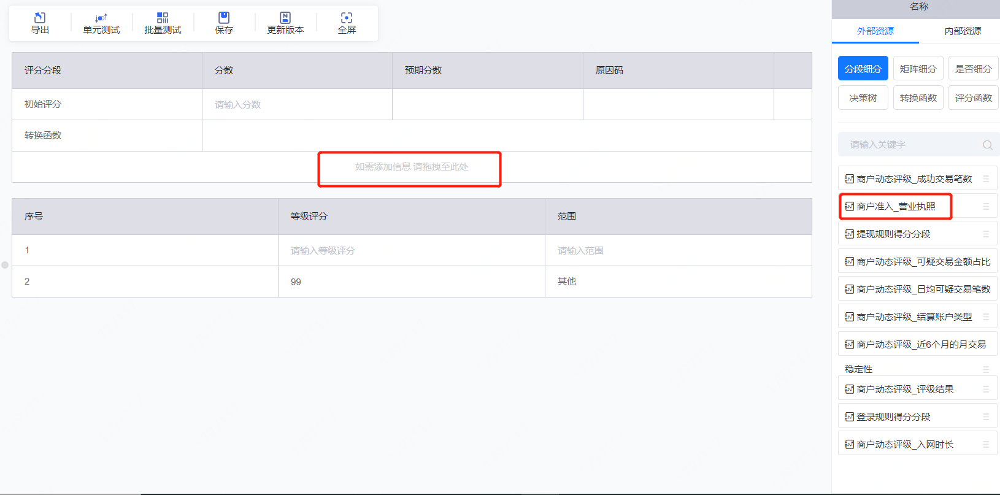 导出 单元测试 批量测试 保存 更新版本 全屏
评分分段 分数 预期分数 原因码
初始评分 请输入分数
转换函数
如需添加信息 请拖拽至此处
序号 等级评分 范围
1 请输入等级评分 请输入范围
2 99 其他
名称
外部资源 内部资源
分段细分 矩阵细分 是否细分
决策树 转换函数 评分函数
请输入关键字
商户动态评级_成功交易笔数
商户准入_营业执照
提现规则得分分段
商户动态评级_可疑交易金额占比
商户动态评级_日均可疑交易笔数
商户动态评级_结算账户类型
商户动态评级_近6个月的月交易
稳定性
商户动态评级_评级结果
登录规则得分分段
商户动态评级_入网时长